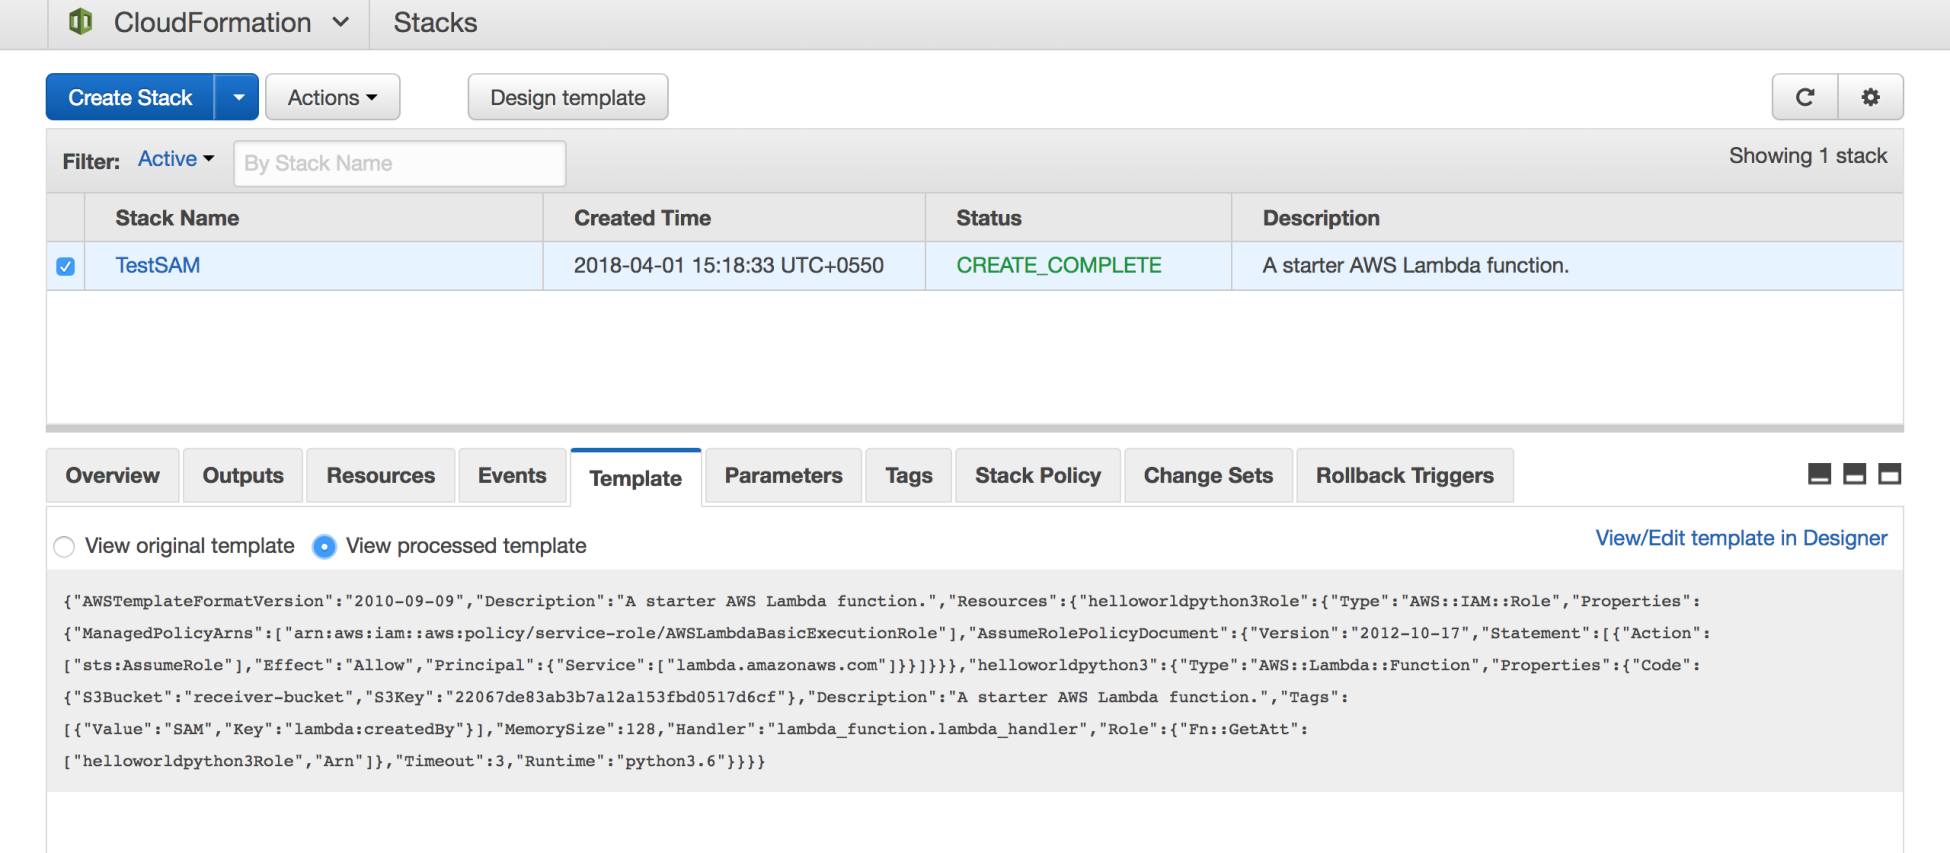 CloudFormation Stacks
Create Stack Actions Design template
Filter: Active By Stack Name Showing 1 stack
Stack Name Created Time Status Description
TestSAM 2018-04-01 15:18:33 UTC+0550 CREATE_COMPLETE A starter AWS Lambda function.
Overview Outputs Resources Events Template Parameters Tags Stack Policy Change Sets Rollback Triggers
View original template View processed template View/Edit template in Designer
{"AWSTemplateFormatVersion":"2010-09-09","Description":"A starter AWS Lambda function.","Resources":{"helloworldpython3Role":{"Type":"AWS::IAM::Role","Properties":
{"ManagedPolicyArns":["arn:aws:iam::aws:policy/service-role/AWSLambdaBasicExecutionRole"],"AssumeRolePolicyDocument":{"Version":"2012-10-17","Statement":[{"Action":
["sts:AssumeRole"],"Effect":"Allow","Principal":{"Service":["lambda.amazonaws.com"]}}]}}},"helloworldpython3":{"Type":"AWS::Lambda::Function","Properties":{"Code":
{"S3Bucket":"receiver-bucket","S3Key":"22067de83ab3b7a12a153fbd0517d6cf"},"Description":"A starter AWS Lambda function.","Tags":
[{"Value":"SAM","Key":"lambda:createdBy"}],"MemorySize":128,"Handler":"lambda_function.lambda_handler","Role":{"Fn::GetAtt":
["helloworldpython3Role","Arn"]},"Timeout":3,"Runtime":"python3.6"}}}}